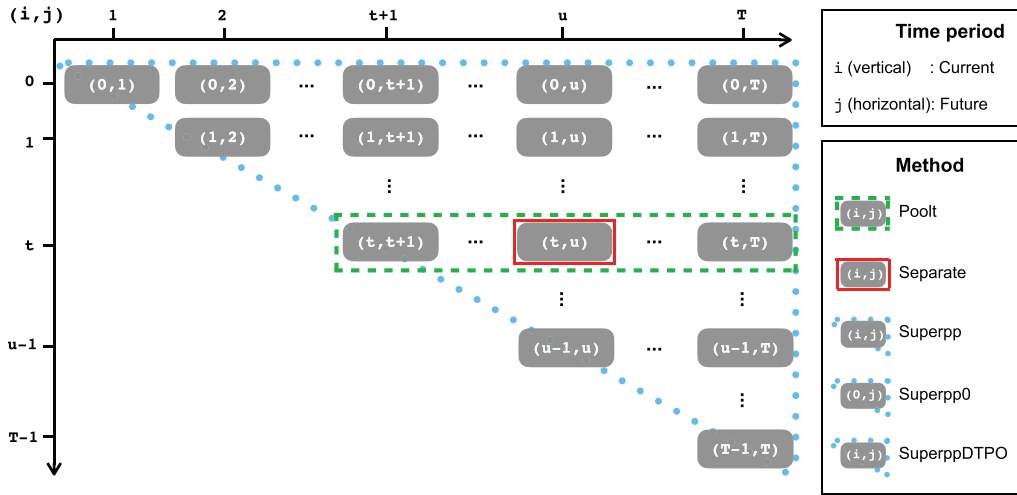 (i,j) 1 2 t+1 u T
0 (0,1) (0,2) ... (0,t+1) ... (0,u) ... (0,T)
1 (1,2) ... (1,t+1) ... (1,u) ... (1,T)
⋮ ⋮ ⋮
t (t,t+1) ... (t,u) ... (t,T)
⋮ ⋮
u-1 (u-1,u) ... (u-1,T)
⋮
T-1 (T-1,T)
Time period
i (vertical) : Current
j (horizontal): Future
Method
(i,j) Poolt
(i,j) Separate
(i,j) Superpp
(0,j) Superpp0
(i,j) SuperppDTPO